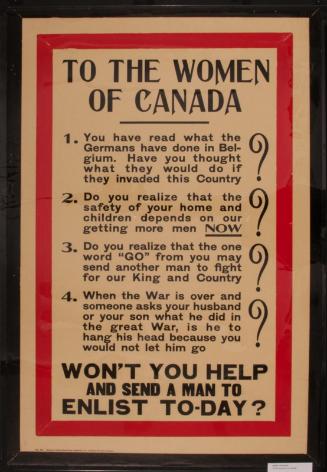 TO THE WOMEN
OF CANADA
1. You have read what the
Germans have done in Bel-
gium. Have you thought
what they would do if
they invaded this Country ?
2. Do you realize that the
safety of your home and
children depends on our
getting more men NOW ?
3. Do you realize that the one
word "GO" from you may
send another man to fight
for our King and Country ?
4. When the War is over and
someone asks your husband
or your son what he did in
the great War, is he to
hang his head because you
would not let him go ?
WON'T YOU HELP
AND SEND A MAN TO
ENLIST TO-DAY?